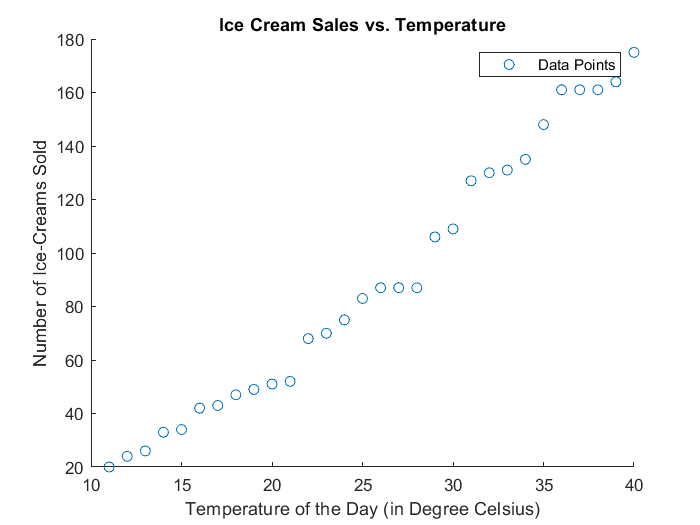 Ice Cream Sales vs. Temperature
180
160
140
120
100
80
60
40
20
Number of Ice-Creams Sold
Data Points
10 15 20 25 30 35 40
Temperature of the Day (in Degree Celsius)